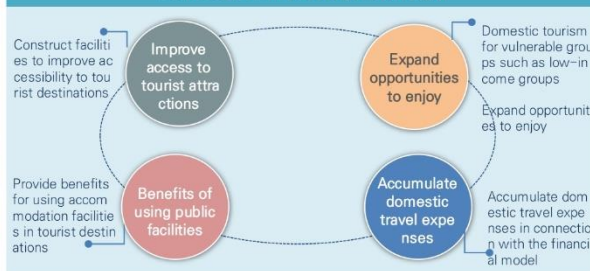 Construct faciliti
es to improve ac
cessibility to tou
rist destinations
Improve
access to
tourist attra
ctions
Expand
opportunities
to enjoy
Domestic tourism
for vulnerable grou
ps such as low-in
come groups
Expand opportunit
es to enjoy
Provide benefits
for using accom
modation facilitie
s in tourist destin
ations
Benefits of
using public
facilities
Accumulate
domestic
travel expe
nses
Accumulate dom
estic travel expe
nses in connectio
n with the financi
al model